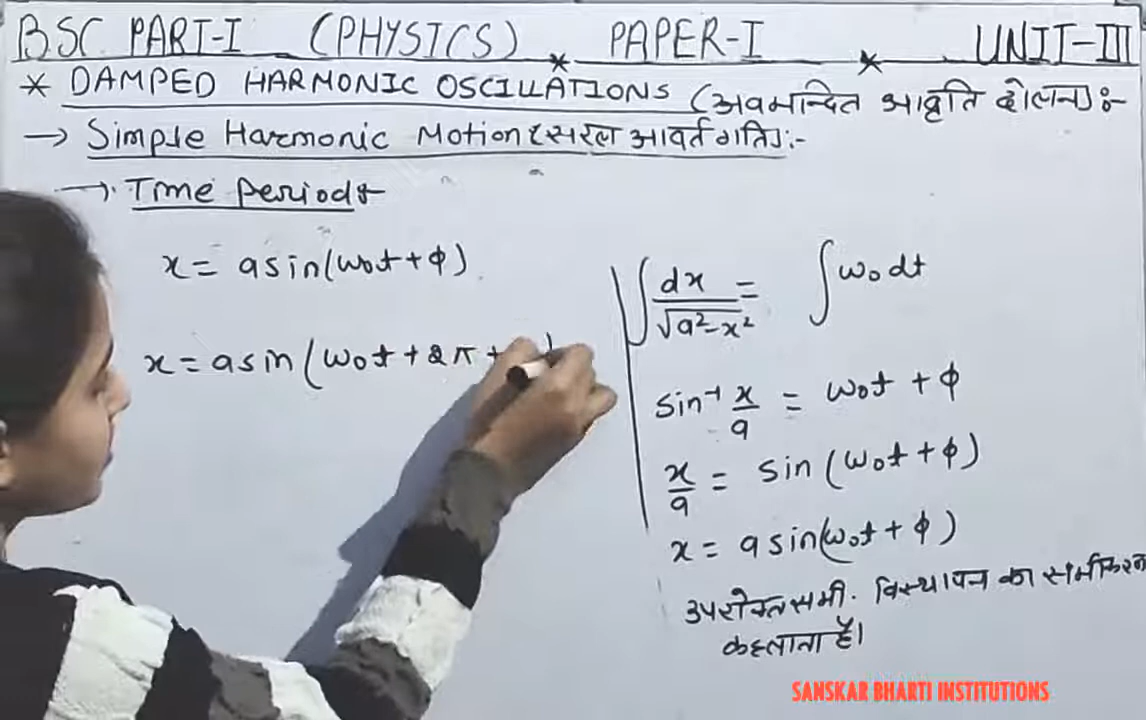 BSC PART-I (PHYSICS) * PAPER-I * UNIT-III
* DAMPED HARMONIC OSCILLATIONS (अवमन्दित आवृति दोलन):-
→ Simple Harmonic Motion (सरल आवर्त गति):-
→ Time Period:-
x = a sin(ω₀t + ϕ)
x = a sin (ω₀t + 2π +
∫ dx/√a²-x² = ∫ ω₀ dt
sin⁻¹ x/a = ω₀t + ϕ
x/a = sin (ω₀t + ϕ)
x = a sin(ω₀t + ϕ)
उपरोक्त समी. विस्थापन का समीकरण
कहलाता है।
SANSKAR BHARTI INSTITUTIONS